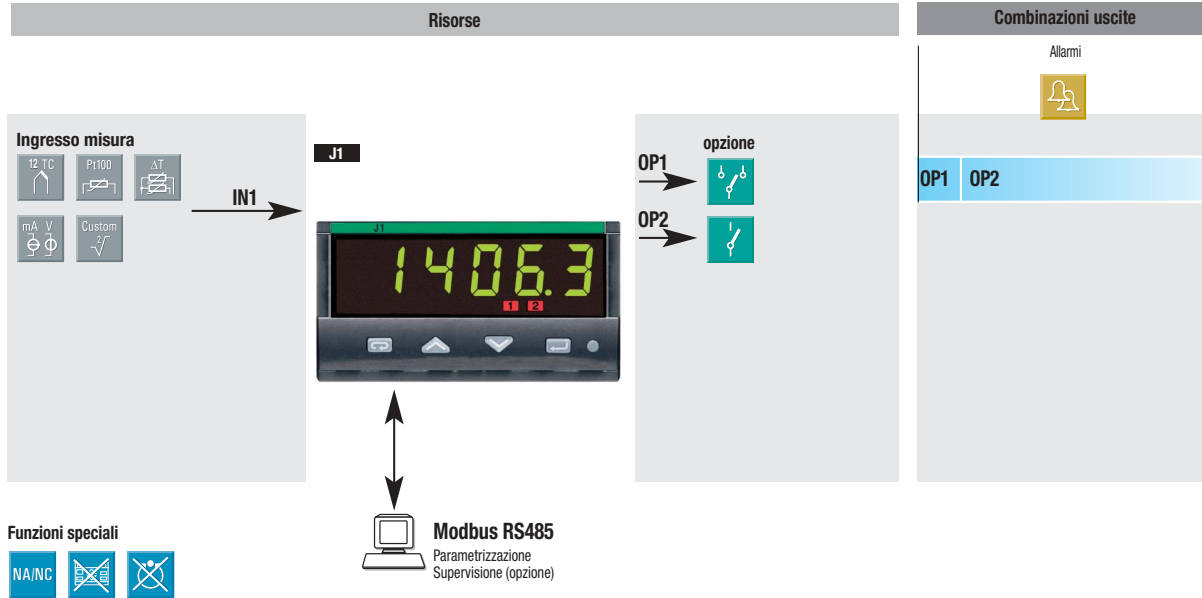 Risorse
Combinazioni uscite
Allarmi
Ingresso misura
12 TC
Pt100
ΔT
mA V
Custom
2
IN1
J1
J1
1406.3
1 2
opzione
OP1
OP2
OP1 OP2
Modbus RS485
Parametrizzazione
Supervisione (opzione)
Funzioni speciali
NA/NC